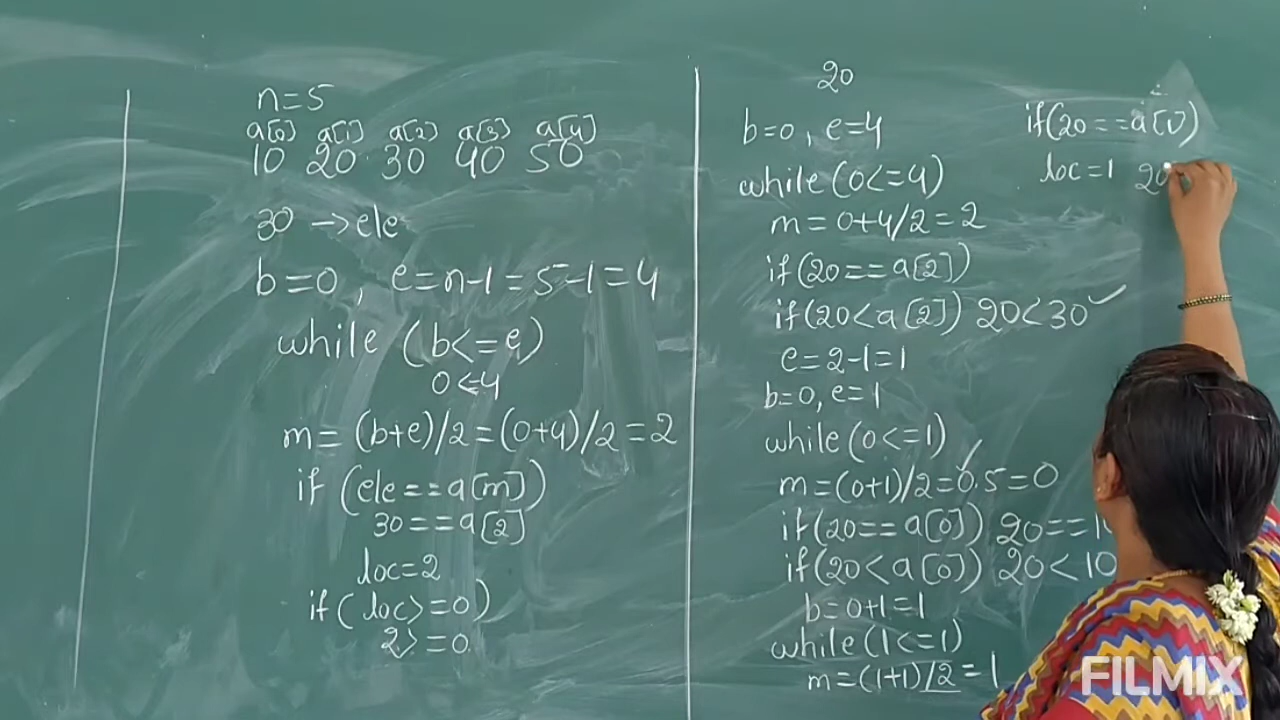 n=5
a[0] a[1] a[2] a[3] a[4]
10 20 30 40 50
30 → ele
b=0, e=n-1=5-1=4
while (b<=e)
0<=4
m=(b+e)/2=(0+4)/2=2
if (ele==a[m])
30==a[2]
loc=2
if(loc>=0)
2>=0
20
b=0, e=4
while(0<=4)
m=0+4/2=2
if(20==a[2])
if(20<a[2]) 20<30 ✓
e=2-1=1
b=0, e=1
while(0<=1)
m=(0+1)/2=0.5=0
if(20==a[0]) 20==1
if(20<a[0]) 20<10
b=0+1=1
while(1<=1)
m=(1+1)/2=1
if(20==a[1])
loc=1 20
FILMIX